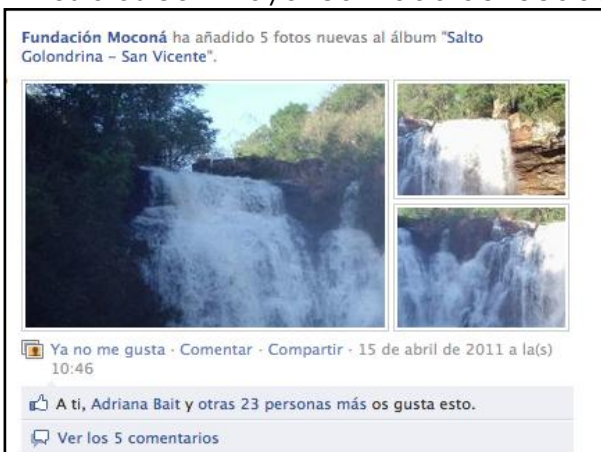 Fundación Moconá ha añadido 5 fotos nuevas al álbum "Salto
Golondrina – San Vicente".
Ya no me gusta · Comentar · Compartir · 15 de abril de 2011 a la(s)
10:46
A ti, Adriana Bait y otras 23 personas más os gusta esto.
Ver los 5 comentarios